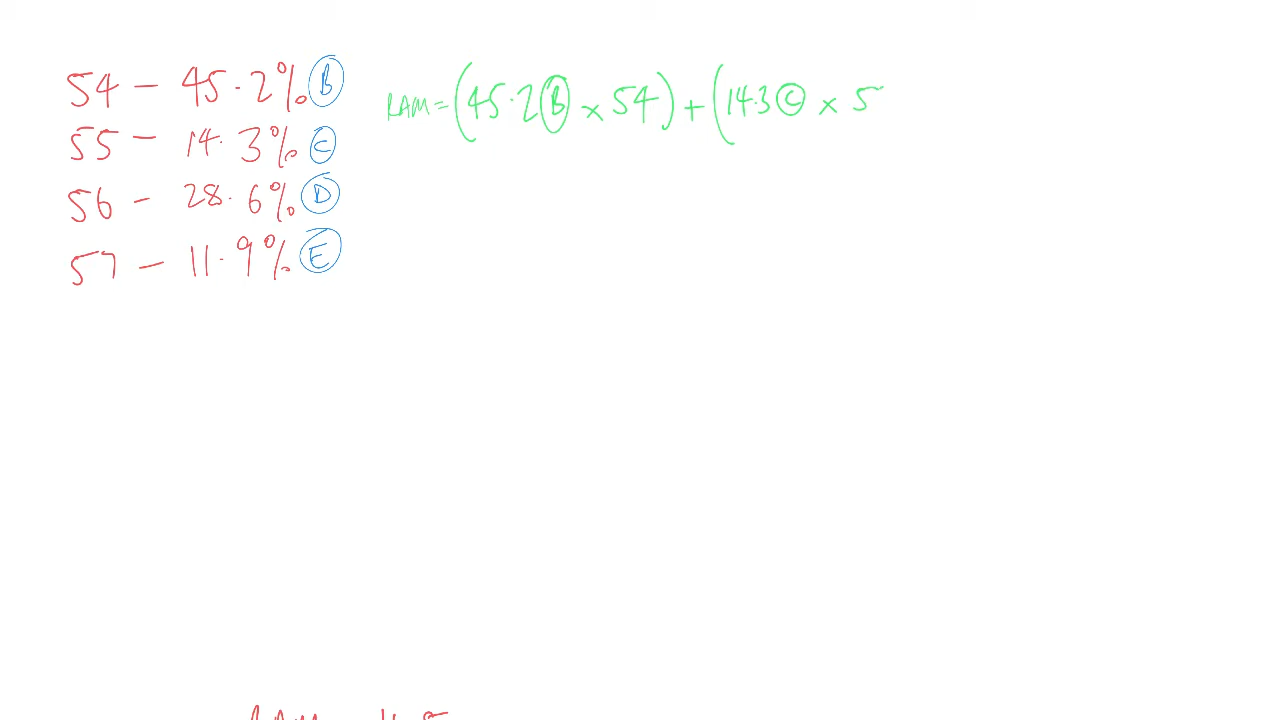 54 - 45.2% B
55 - 14.3% C
56 - 28.6% D
57 - 11.9% E
RAM = (45.2 B × 54) + (14.3 C × 5